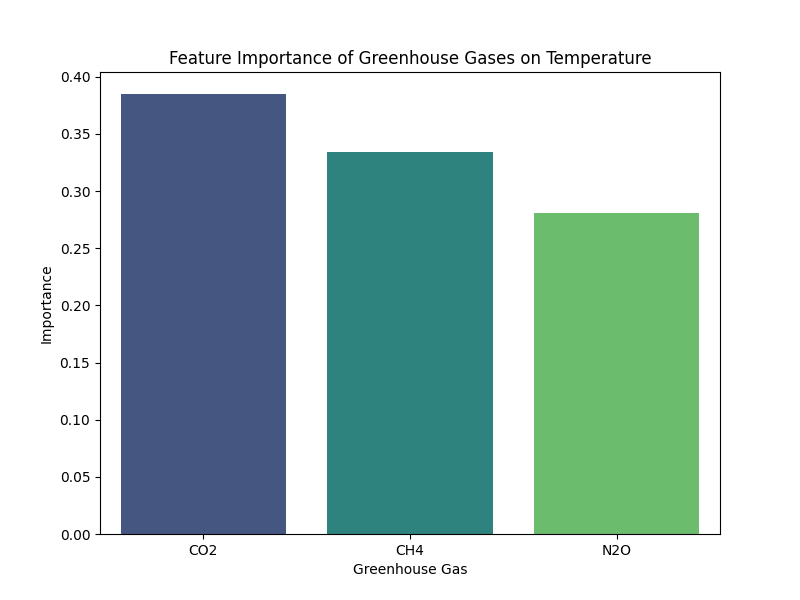 Feature Importance of Greenhouse Gases on Temperature
0.40
0.35
0.30
0.25
0.20
0.15
0.10
0.05
0.00
Importance
CO2 CH4 N2O
Greenhouse Gas